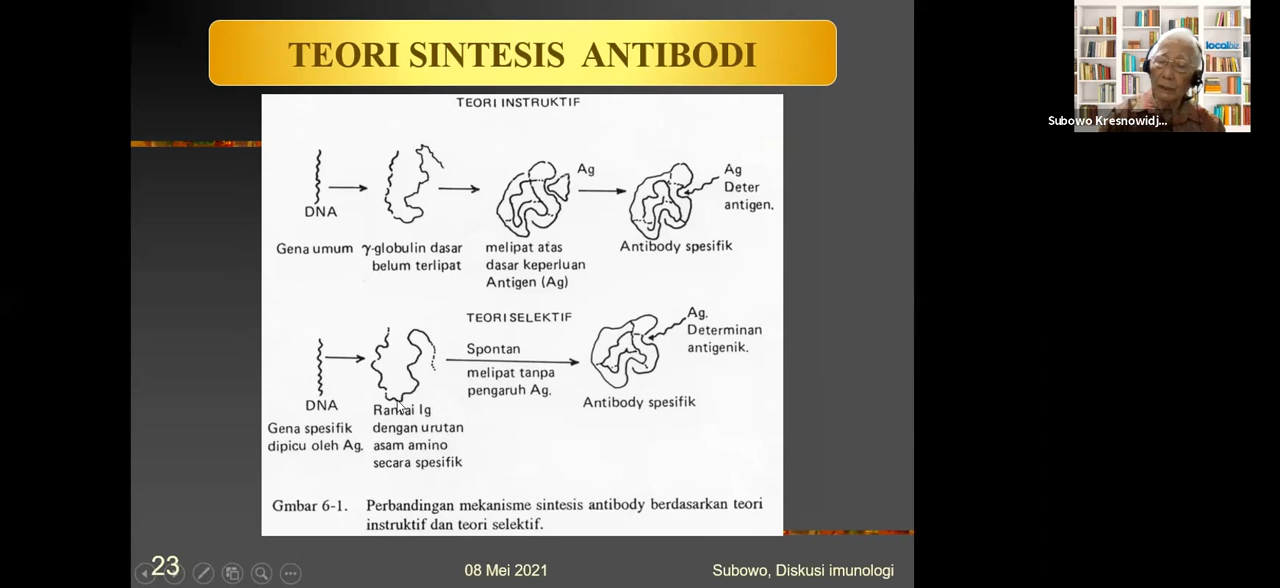 TEORI SINTESIS ANTIBODI
TEORI INSTRUKTIF
Ag
Ag
Deter
antigen.
DNA
Gena umum
γ-globulin dasar
belum terlipat
melipat atas
dasar keperluan
Antigen (Ag)
Antibody spesifik
TEORI SELEKTIF
Ag.
Determinan
antigenik.
Spontan
melipat tanpa
pengaruh Ag.
Antibody spesifik
DNA
Gena spesifik
dipicu oleh Ag.
Rantai Ig
dengan urutan
asam amino
secara spesifik
Gmbar 6-1. Perbandingan mekanisme sintesis antibody berdasarkan teori
instruktif dan teori selektif.
23
08 Mei 2021
Subowo, Diskusi imunologi
localbiz
Subowo Kresnowidj...